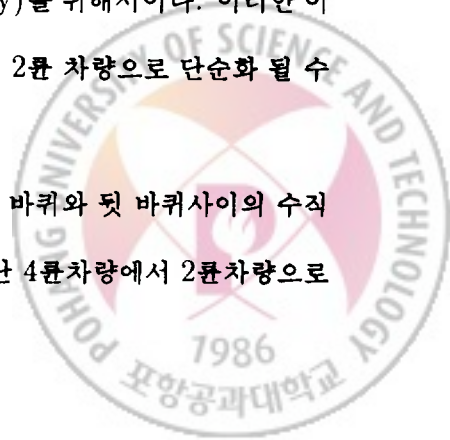 y)를 위해서이다. 이러한 이
2륜 차량으로 단순화 될 수
바퀴와 뒷 바퀴사이의 수직
4륜차량에서 2륜차량으로
POHANG UNIVERSITY OF SCIENCE AND TECHNOLOGY
1986
포항공과대학교